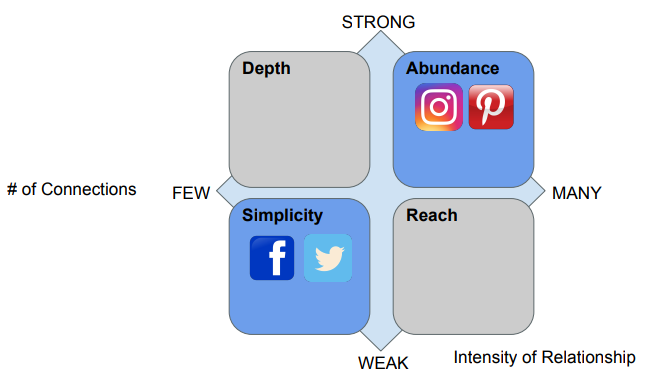 STRONG
Depth
Abundance
# of Connections
FEW
MANY
Simplicity
Reach
WEAK
Intensity of Relationship